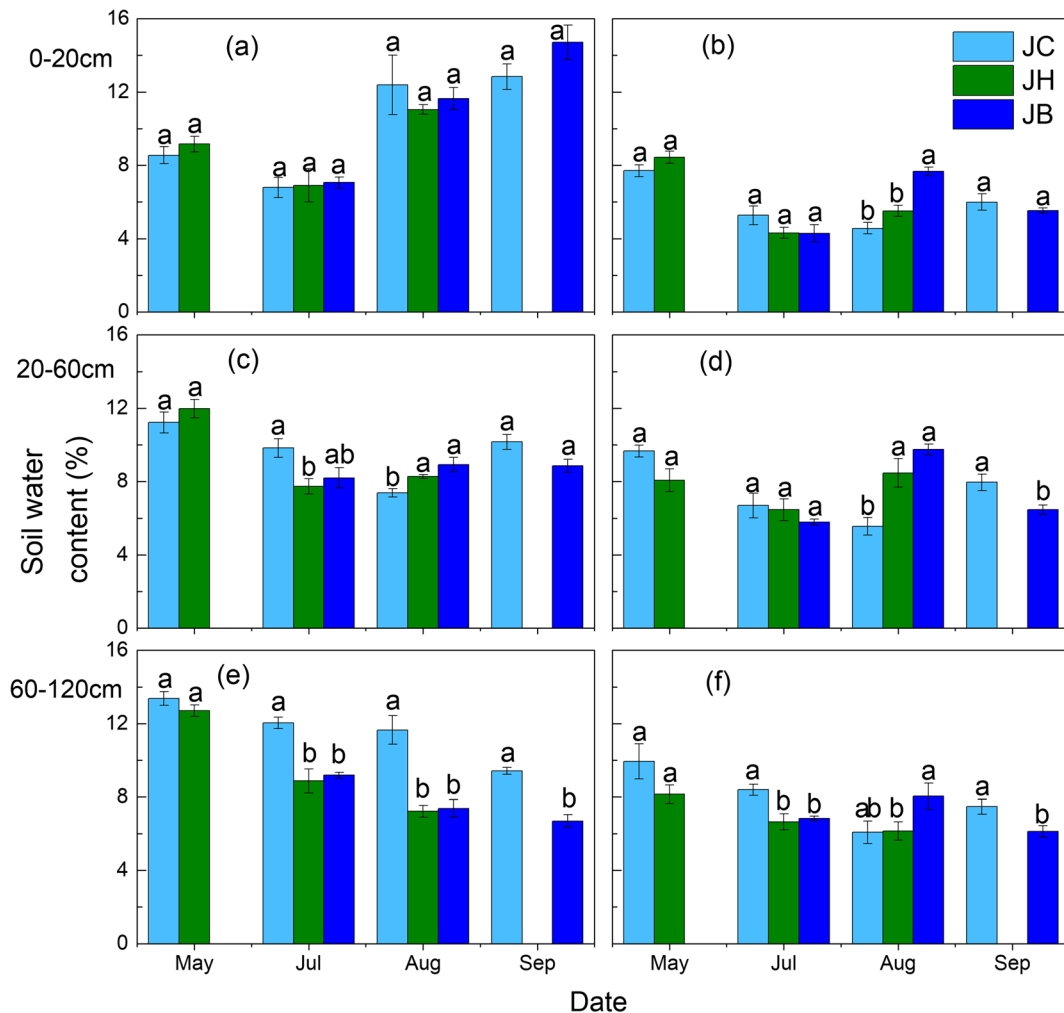 0-20cm
16
12
8
4
0
(a)
a a
a a a
a a a
a a
(b)
a a
a a a
b b a
a a
JC
JH
JB
20-60cm
16
12
8
4
0
(c)
a a
a b ab
b a a
a a
(d)
a a
a a a
b a a
a b
Soil water
content (%)
60-120cm
16
12
8
4
0
(e)
a a
a b b
a b b
a b
(f)
a a
a b b
ab b a
a b
May Jul Aug Sep
May Jul Aug Sep
Date